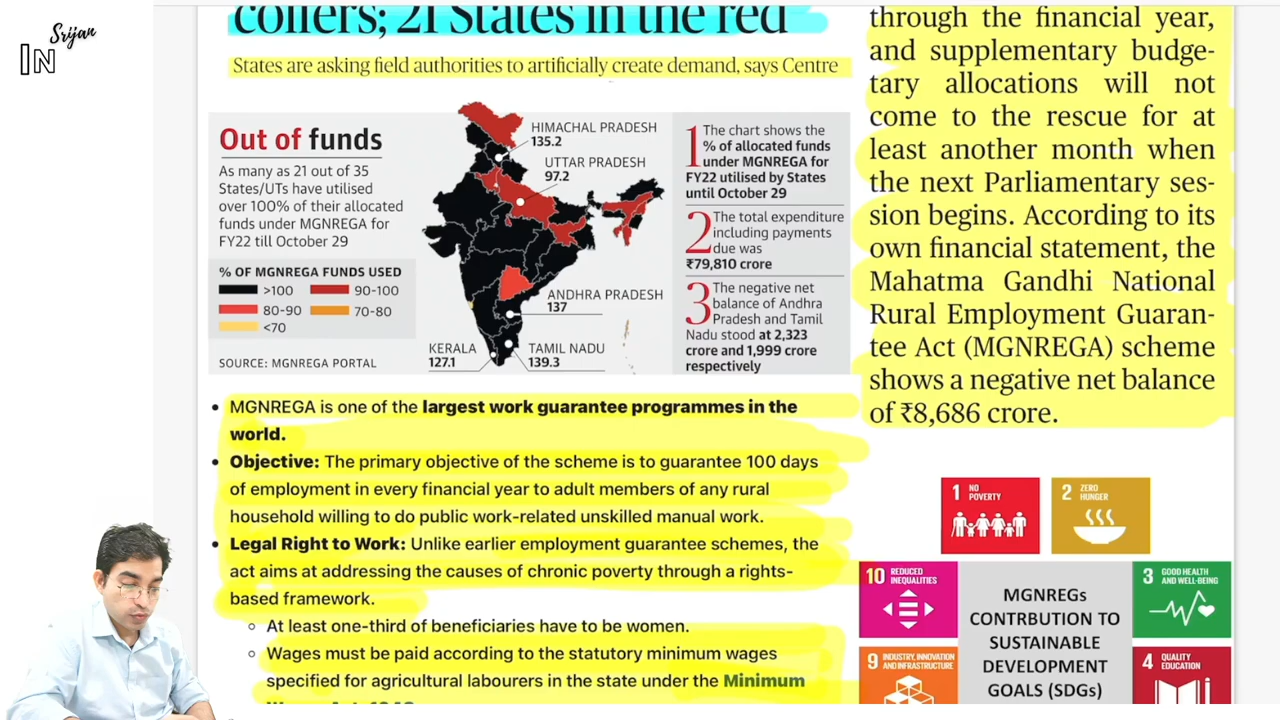 Srijan
IN
coffers; 21 States in the red
States are asking field authorities to artificially create demand, says Centre
Out of funds
As many as 21 out of 35
States/UTs have utilised
over 100% of their allocated
funds under MGNREGA for
FY22 till October 29
% OF MGNREGA FUNDS USED
>100
90-100
80-90
70-80
<70
SOURCE: MGNREGA PORTAL
HIMACHAL PRADESH
135.2
UTTAR PRADESH
97.2
ANDHRA PRADESH
137
KERALA
127.1
TAMIL NADU
139.3
1 The chart shows the
% of allocated funds
under MGNREGA for
FY22 utilised by States
until October 29
2 The total expenditure
including payments
due was
₹79,810 crore
3 The negative net
balance of Andhra
Pradesh and Tamil
Nadu stood at 2,323
crore and 1,999 crore
respectively
through the financial year,
and supplementary budge-
tary allocations will not
come to the rescue for at
least another month when
the next Parliamentary ses-
sion begins. According to its
own financial statement, the
Mahatma Gandhi National
Rural Employment Guaran-
tee Act (MGNREGA) scheme
shows a negative net balance
of ₹8,686 crore.
• MGNREGA is one of the largest work guarantee programmes in the
world.
• Objective: The primary objective of the scheme is to guarantee 100 days
of employment in every financial year to adult members of any rural
household willing to do public work-related unskilled manual work.
• Legal Right to Work: Unlike earlier employment guarantee schemes, the
act aims at addressing the causes of chronic poverty through a rights-
based framework.
◦ At least one-third of beneficiaries have to be women.
◦ Wages must be paid according to the statutory minimum wages
specified for agricultural labourers in the state under the Minimum
1 NO
POVERTY
2 ZERO
HUNGER
10 REDUCED
INEQUALITIES
3 GOOD HEALTH
AND WELL-BEING
MGNREGs
CONTRBUTION TO
SUSTAINABLE
DEVELOPMENT
GOALS (SDGs)
9 INDUSTRY, INNOVATION
AND INFRASTRUCTURE
4 QUALITY
EDUCATION